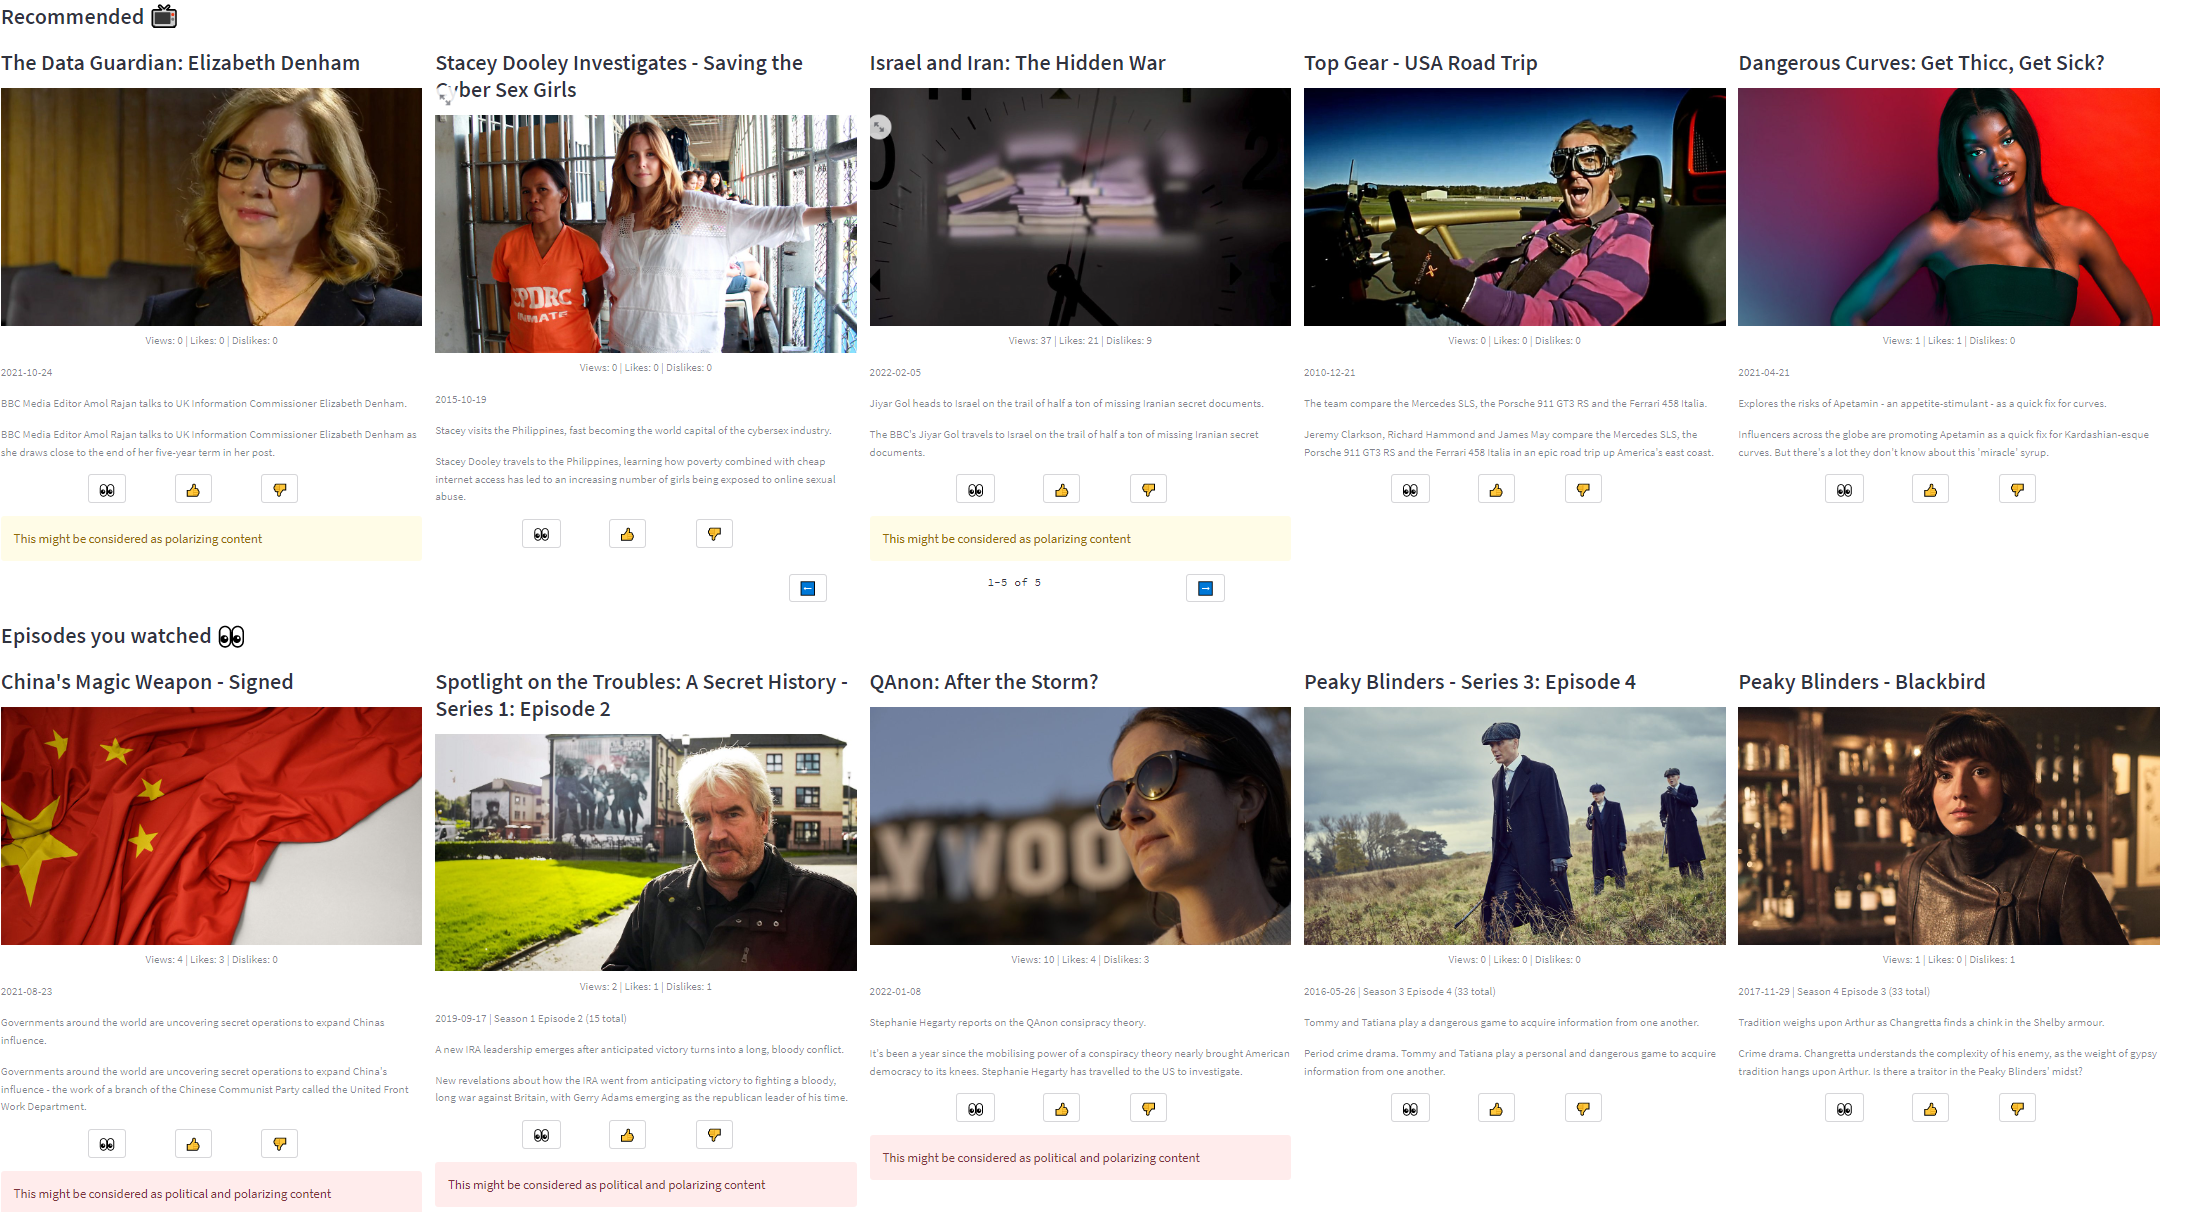 Recommended
The Data Guardian: Elizabeth Denham
Views: 0 | Likes: 0 | Dislikes: 0
2021-10-24
BBC Media Editor Amol Rajan talks to UK Information Commissioner Elizabeth Denham.
BBC Media Editor Amol Rajan talks to UK Information Commissioner Elizabeth Denham as
she draws close to the end of her five-year term in her post.
This might be considered as polarizing content
Stacey Dooley Investigates - Saving the
Cyber Sex Girls
CPDRC
INMATE
Views: 0 | Likes: 0 | Dislikes: 0
2015-10-19
Stacey visits the Philippines, fast becoming the world capital of the cybersex industry.
Stacey Dooley travels to the Philippines, learning how poverty combined with cheap
internet access has led to an increasing number of girls being exposed to online sexual
abuse.
Israel and Iran: The Hidden War
Views: 37 | Likes: 21 | Dislikes: 9
2022-02-05
Jiyar Gol heads to Israel on the trail of half a ton of missing Iranian secret documents.
The BBC's Jiyar Gol travels to Israel on the trail of half a ton of missing Iranian secret
documents.
This might be considered as polarizing content
Top Gear - USA Road Trip
Views: 0 | Likes: 0 | Dislikes: 0
2010-12-21
The team compare the Mercedes SLS, the Porsche 911 GT3 RS and the Ferrari 458 Italia.
Jeremy Clarkson, Richard Hammond and James May compare the Mercedes SLS, the
Porsche 911 GT3 RS and the Ferrari 458 Italia in an epic road trip up America's east coast.
Dangerous Curves: Get Thicc, Get Sick?
Views: 1 | Likes: 1 | Dislikes: 0
2021-04-21
Explores the risks of Apetamin - an appetite-stimulant - as a quick fix for curves.
Influencers across the globe are promoting Apetamin as a quick fix for Kardashian-esque
curves. But there's a lot they don't know about this 'miracle' syrup.
1-5 of 5
Episodes you watched
China's Magic Weapon - Signed
Views: 4 | Likes: 3 | Dislikes: 0
2021-08-23
Governments around the world are uncovering secret operations to expand Chinas
influence.
Governments around the world are uncovering secret operations to expand China's
influence - the work of a branch of the Chinese Communist Party called the United Front
Work Department.
This might be considered as political and polarizing content
Spotlight on the Troubles: A Secret History -
Series 1: Episode 2
Views: 2 | Likes: 1 | Dislikes: 1
2019-09-17 | Season 1 Episode 2 (15 total)
A new IRA leadership emerges after anticipated victory turns into a long, bloody conflict.
New revelations about how the IRA went from anticipating victory to fighting a bloody,
long war against Britain, with Gerry Adams emerging as the republican leader of his time.
This might be considered as political and polarizing content
QAnon: After the Storm?
LYWOO
Views: 10 | Likes: 4 | Dislikes: 3
2022-01-08
Stephanie Hegarty reports on the QAnon conspiracy theory.
It's been a year since the mobilising power of a conspiracy theory nearly brought American
democracy to its knees. Stephanie Hegarty has travelled to the US to investigate.
This might be considered as political and polarizing content
Peaky Blinders - Series 3: Episode 4
Views: 0 | Likes: 0 | Dislikes: 0
2016-05-26 | Season 3 Episode 4 (33 total)
Tommy and Tatiana play a dangerous game to acquire information from one another.
Period crime drama. Tommy and Tatiana play a personal and dangerous game to acquire
information from one another.
Peaky Blinders - Blackbird
Views: 1 | Likes: 0 | Dislikes: 1
2017-11-29 | Season 4 Episode 3 (33 total)
Tradition weighs upon Arthur as Changretta finds a chink in the Shelby armour.
Crime drama. Changretta understands the complexity of his enemy, as the weight of gypsy
tradition hangs upon Arthur. Is there a traitor in the Peaky Blinders' midst?